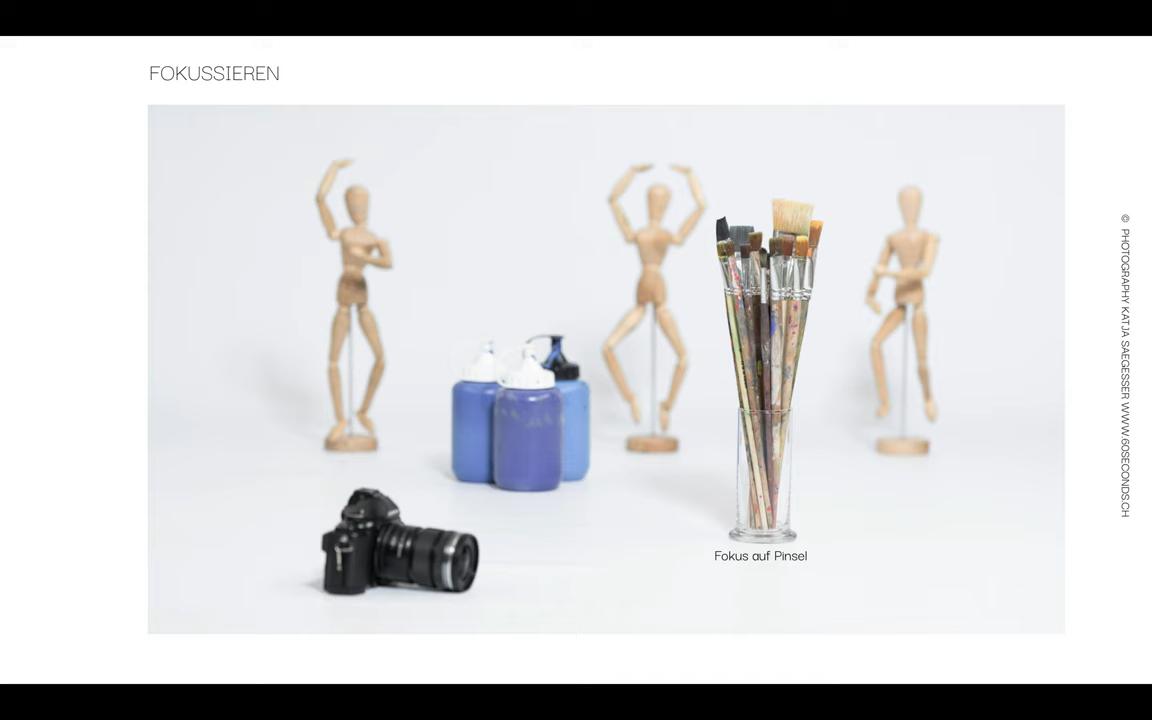 FOKUSSIEREN
Fokus auf Pinsel
© PHOTOGRAPHY KATJA SAEGESSER WWW.60SECONDS.CH